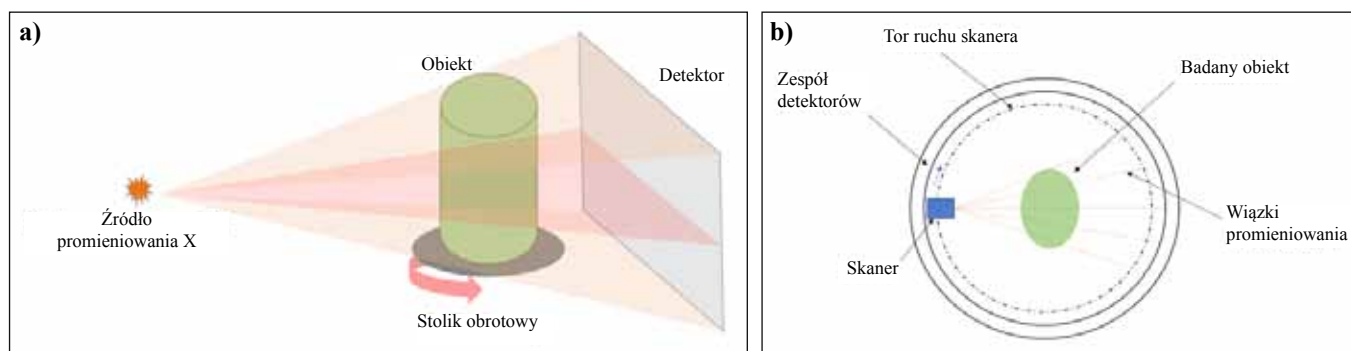 a)
Obiekt
Detektor
Źródło
promieniowania X
Stolik obrotowy
b)
Tor ruchu skanera
Zespół
detektorów
Badany obiekt
Wiązki
promieniowania
Skaner